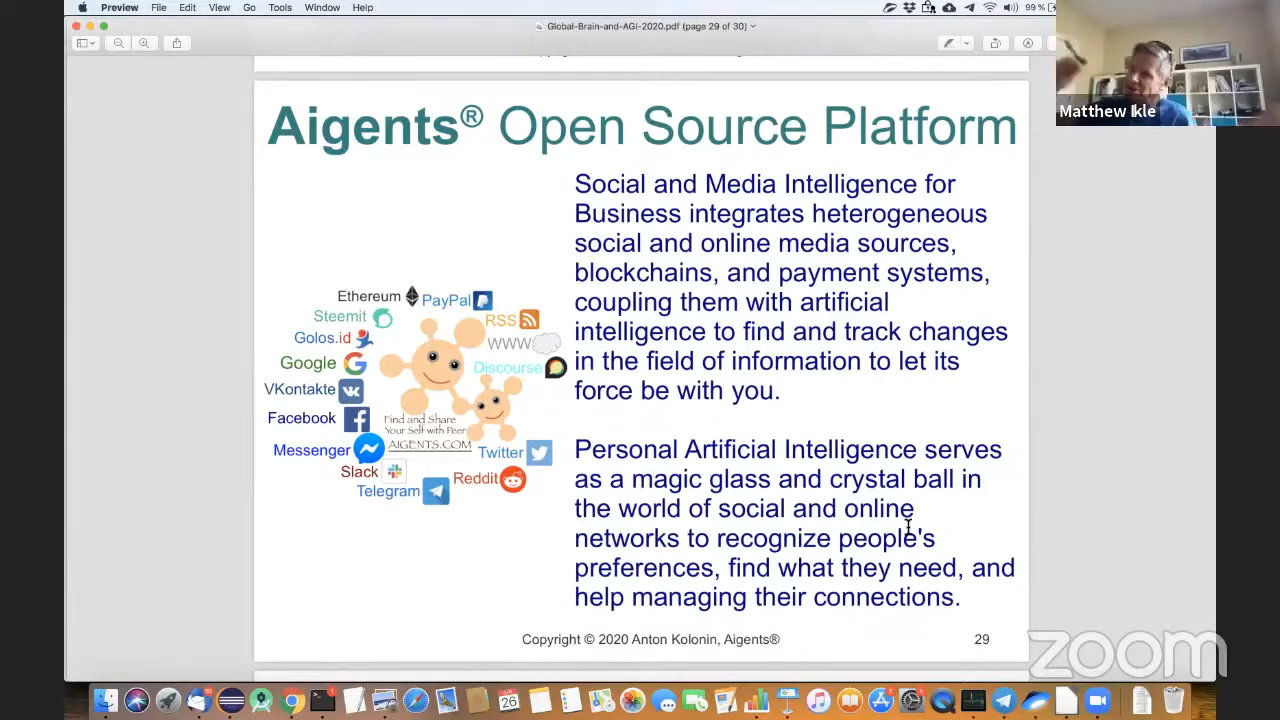 Preview File Edit View Go Tools Window Help
99 %
Global-Brain-and-AGI-2020.pdf (page 29 of 30)
Matthew Ikle
Aigents® Open Source Platform
Social and Media Intelligence for
Business integrates heterogeneous
social and online media sources,
blockchains, and payment systems,
coupling them with artificial
intelligence to find and track changes
in the field of information to let its
force be with you.
Personal Artificial Intelligence serves
as a magic glass and crystal ball in
the world of social and online
networks to recognize people's
preferences, find what they need, and
help managing their connections.
Ethereum
PayPal
Steemit
RSS
Golos.id
WWW
Google
Discourse
VKontakte
Facebook
Find and Share
Your Self with Peer
AIGENTS.COM
Messenger
Twitter
Slack
Reddit
Telegram
Copyright © 2020 Anton Kolonin, Aigents®
29
zoom
26